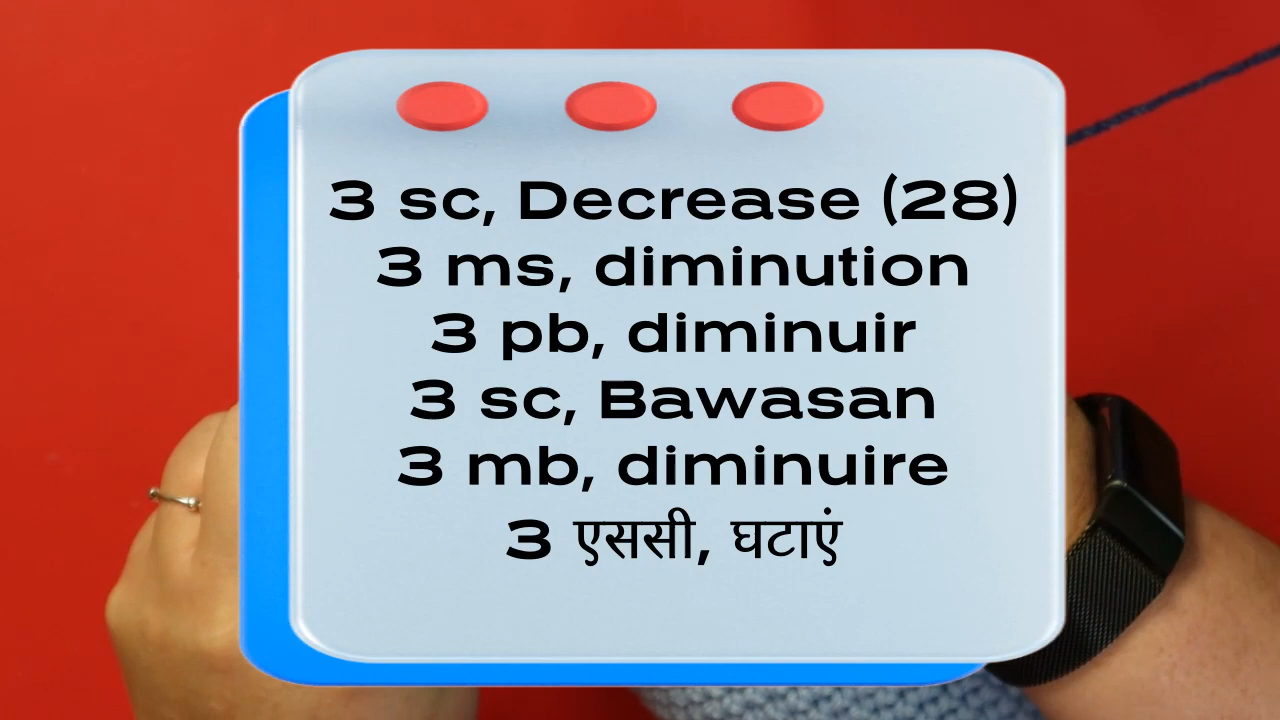 3 sc, Decrease (28)
3 ms, diminution
3 pb, diminuir
3 sc, Bawasan
3 mb, diminuire
3 एससी, घटाएं